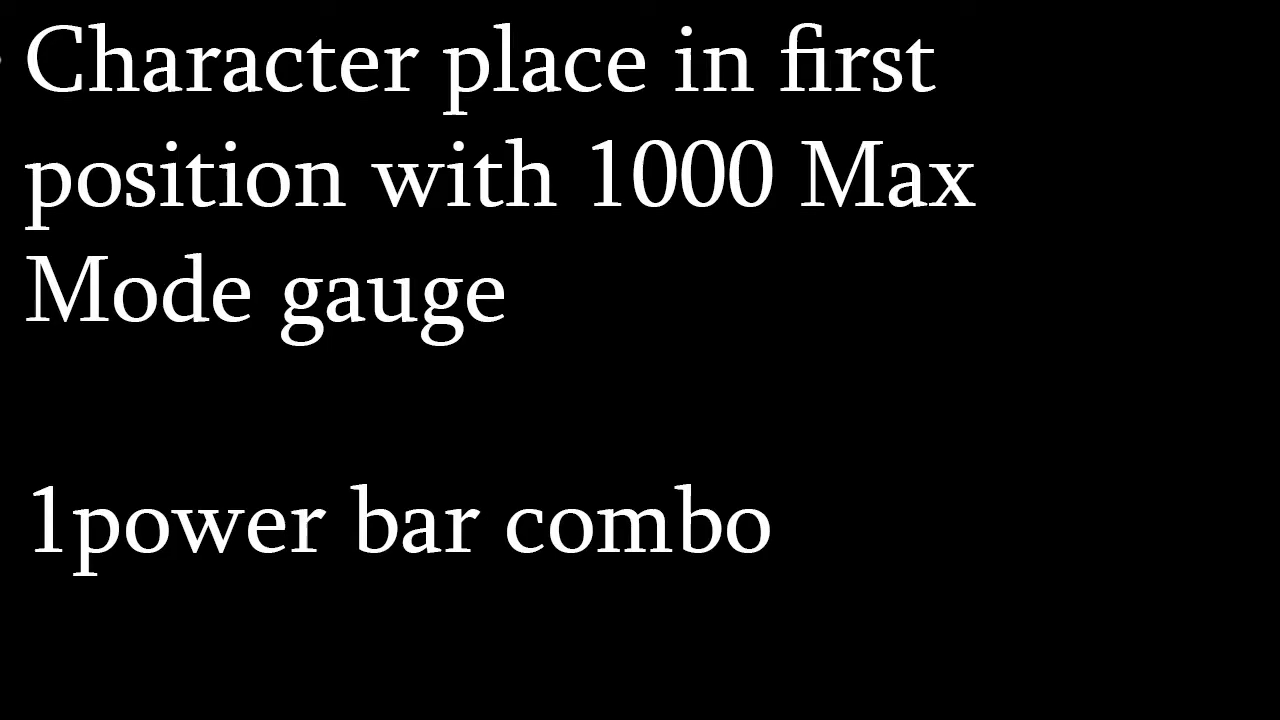 Character place in first
position with 1000 Max
Mode gauge
1power bar combo